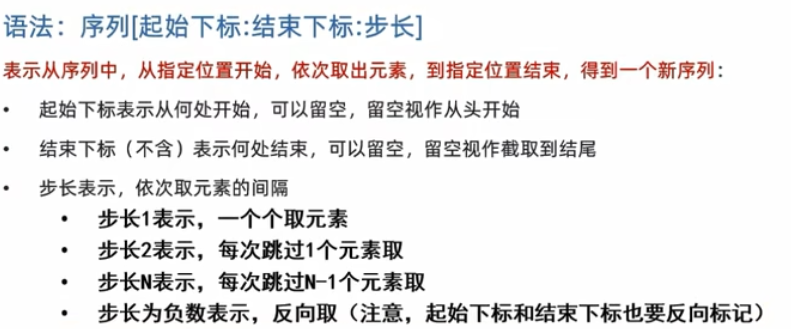 语法：序列[起始下标:结束下标:步长]
表示从序列中，从指定位置开始，依次取出元素，到指定位置结束，得到一个新序列：
• 起始下标表示从何处开始，可以留空，留空视作从头开始
• 结束下标（不含）表示何处结束，可以留空，留空视作截取到结尾
• 步长表示，依次取元素的间隔
• 步长1表示，一个个取元素
• 步长2表示，每次跳过1个元素取
• 步长N表示，每次跳过N-1个元素取
• 步长为负数表示，反向取（注意，起始下标和结束下标也要反向标记）